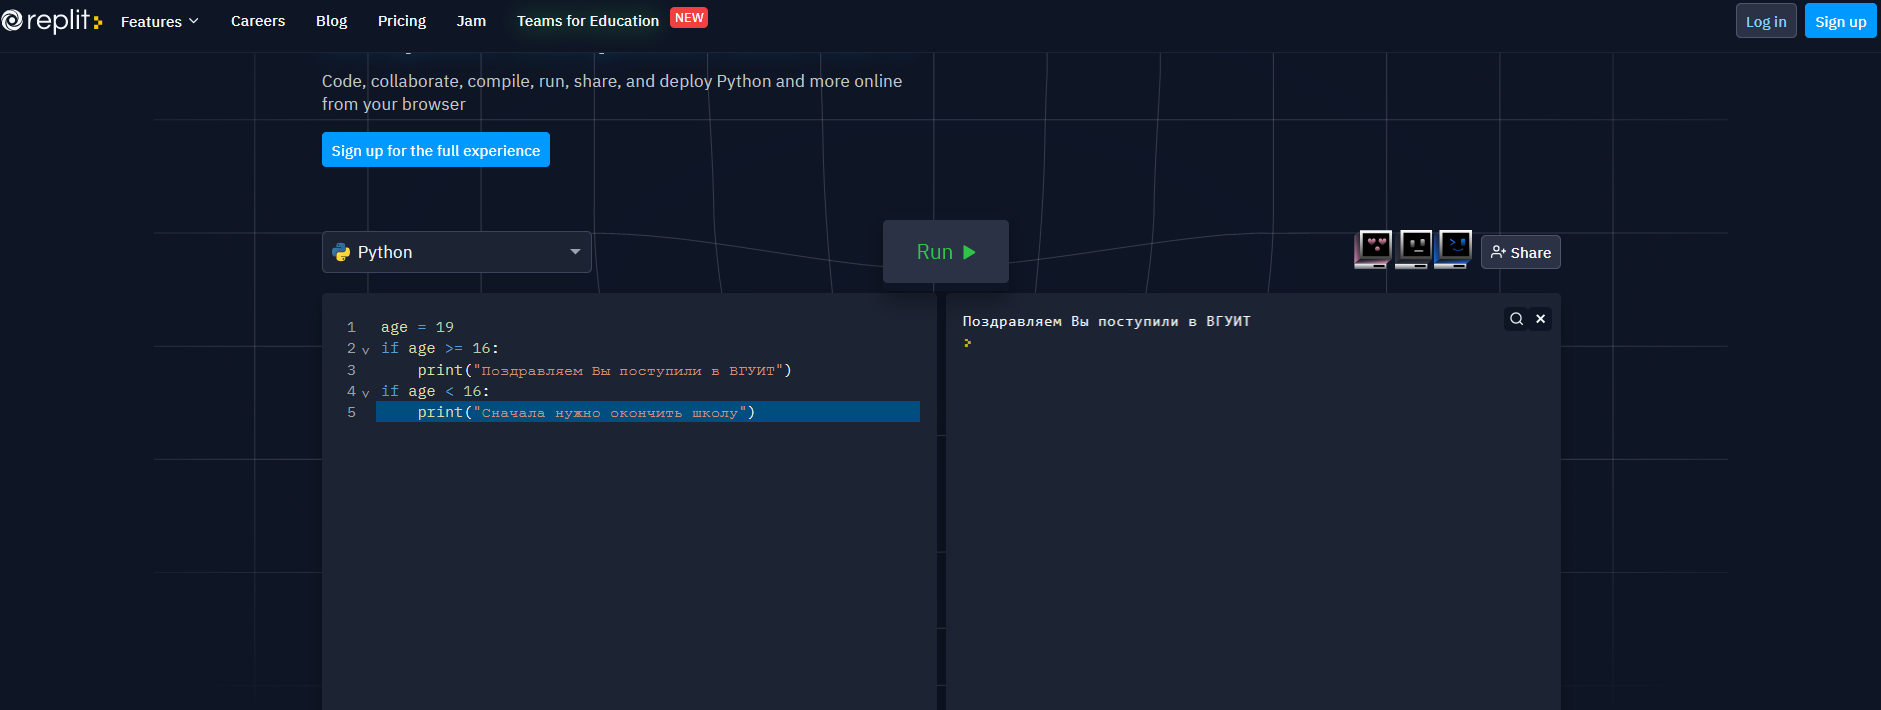 replit Features Careers Blog Pricing Jam Teams for Education NEW Log in Sign up
Code, collaborate, compile, run, share, and deploy Python and more online
from your browser
Sign up for the full experience
Python
Run
Share
1 age = 19
2 if age >= 16:
3 print("Поздравляем Вы поступили в ВГУИТ")
4 if age < 16:
5 print("Сначала нужно окончить школу")
Поздравляем Вы поступили в ВГУИТ